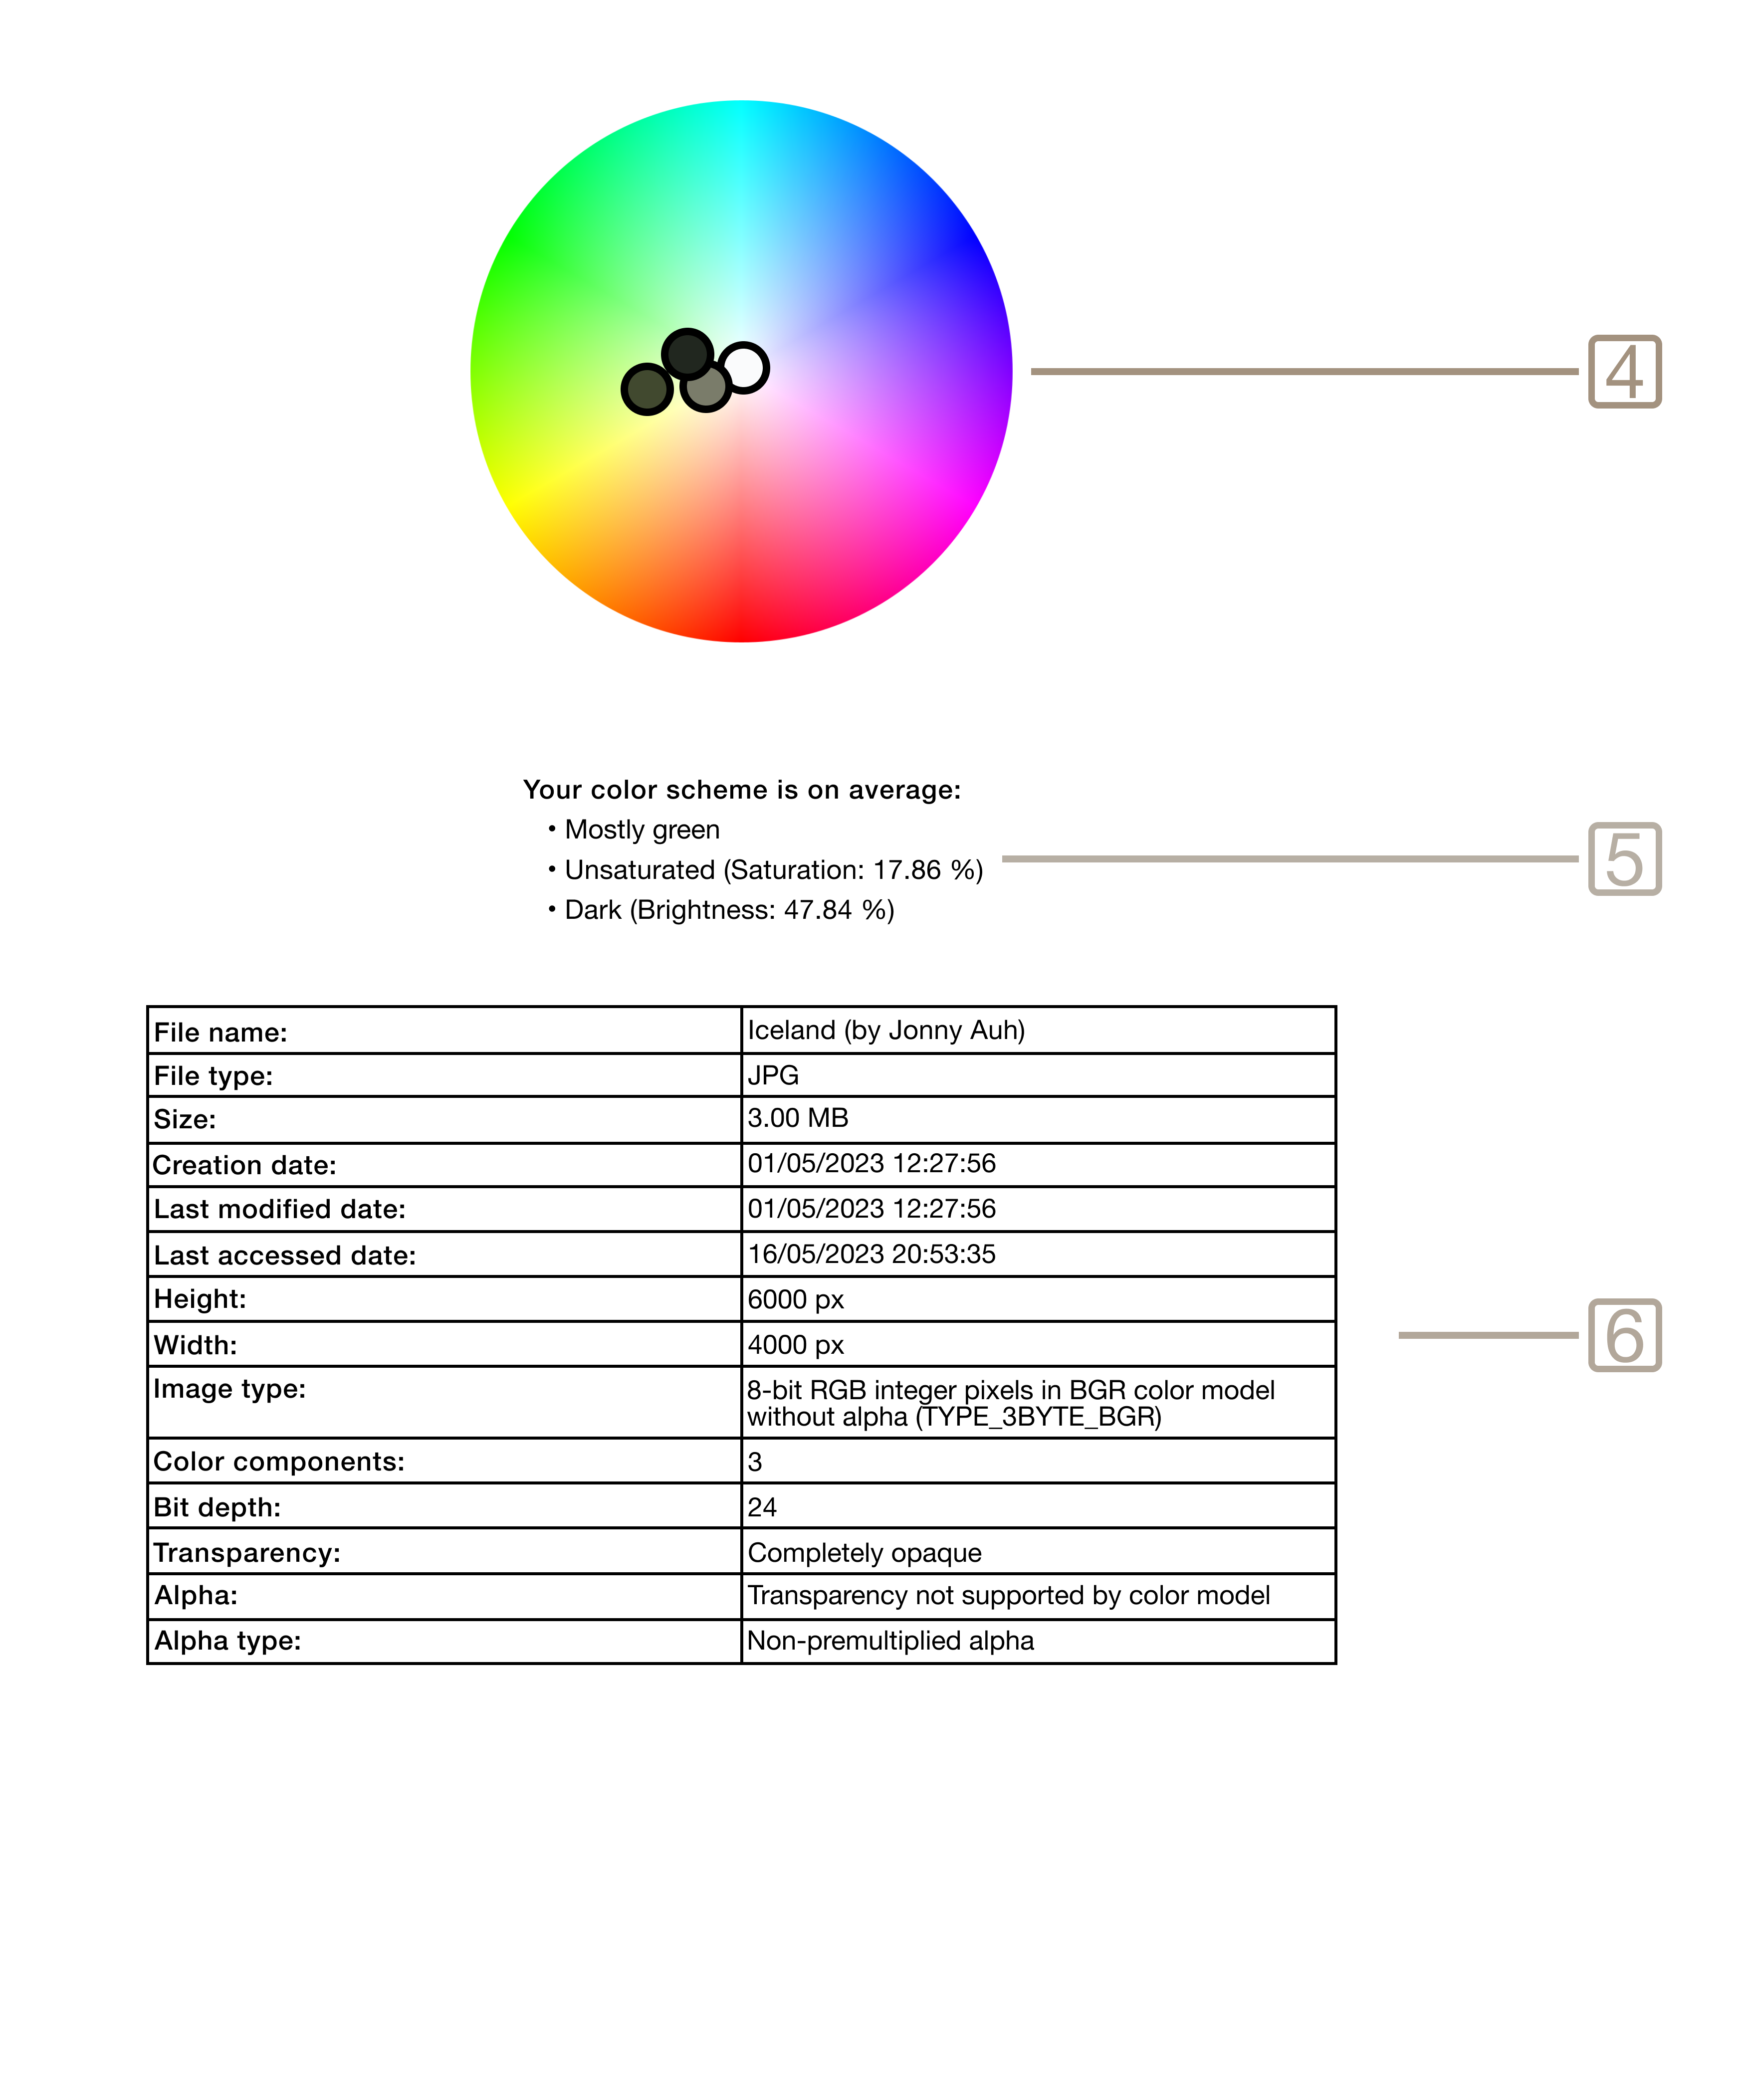 4
Your color scheme is on average:
• Mostly green
• Unsaturated (Saturation: 17.86 %)
• Dark (Brightness: 47.84 %)
5
File name: Iceland (by Jonny Auh)
File type: JPG
Size: 3.00 MB
Creation date: 01/05/2023 12:27:56
Last modified date: 01/05/2023 12:27:56
Last accessed date: 16/05/2023 20:53:35
Height: 6000 px
Width: 4000 px
6
Image type: 8-bit RGB integer pixels in BGR color model
without alpha (TYPE_3BYTE_BGR)
Color components: 3
Bit depth: 24
Transparency: Completely opaque
Alpha: Transparency not supported by color model
Alpha type: Non-premultiplied alpha